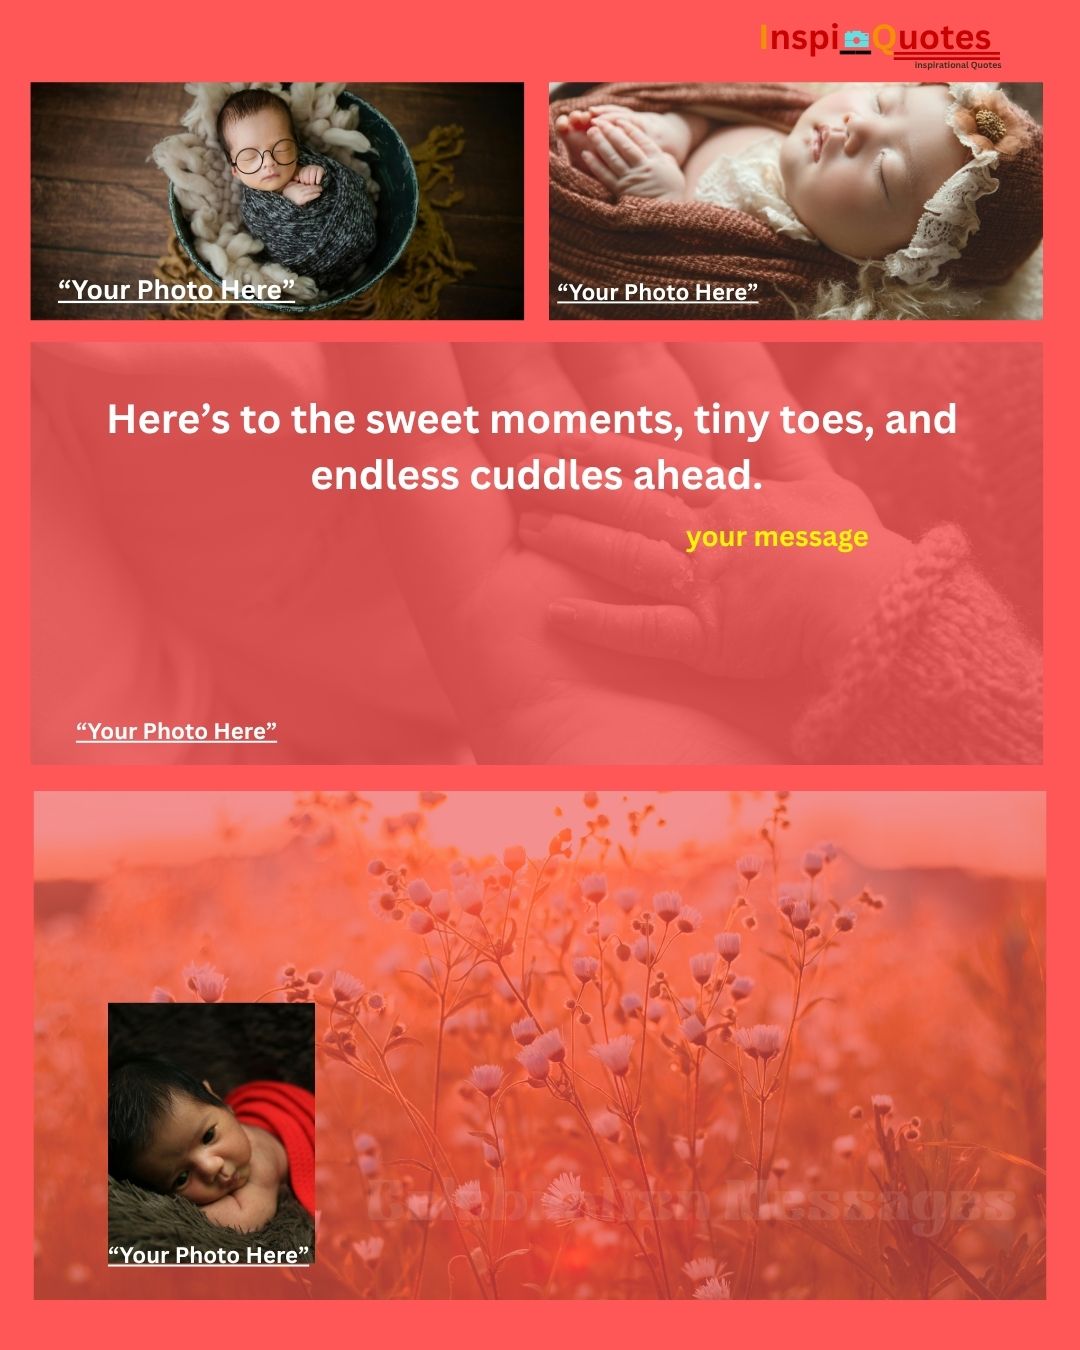 InspiQuotes
Inspirational Quotes
“Your Photo Here”
“Your Photo Here”
Here’s to the sweet moments, tiny toes, and
endless cuddles ahead.
your message
“Your Photo Here”
Celebration Messages
“Your Photo Here”